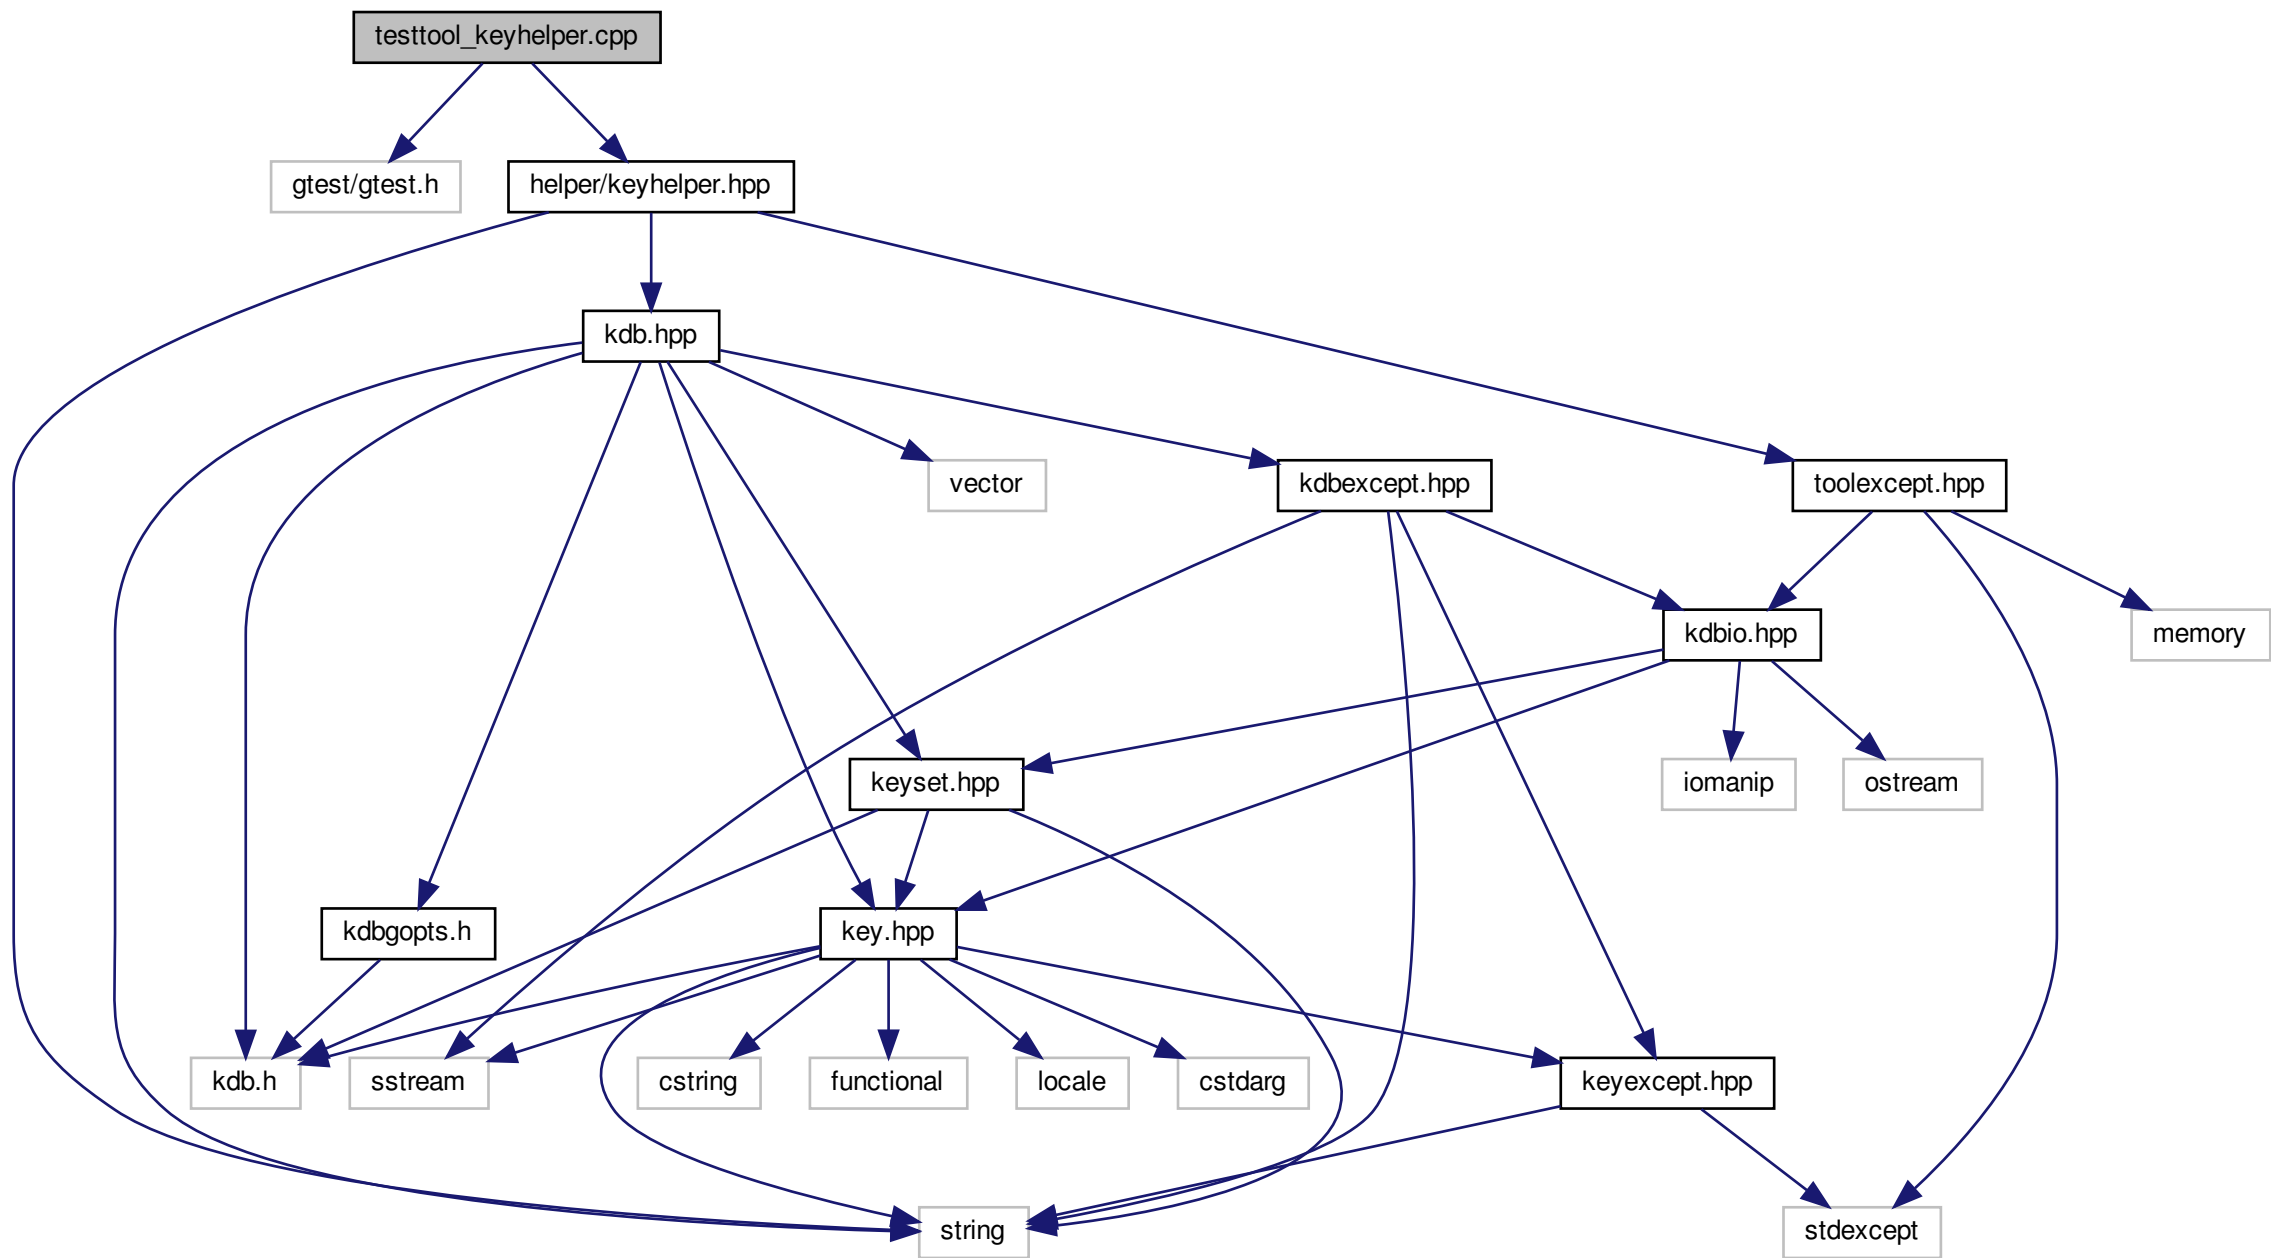 testtool_keyhelper.cpp
gtest/gtest.h
helper/keyhelper.hpp
kdb.hpp
vector
kdbexcept.hpp
toolexcept.hpp
kdbio.hpp
memory
keyset.hpp
iomanip
ostream
kdbgopts.h
key.hpp
kdb.h
sstream
cstring
functional
locale
cstdarg
keyexcept.hpp
string
stdexcept